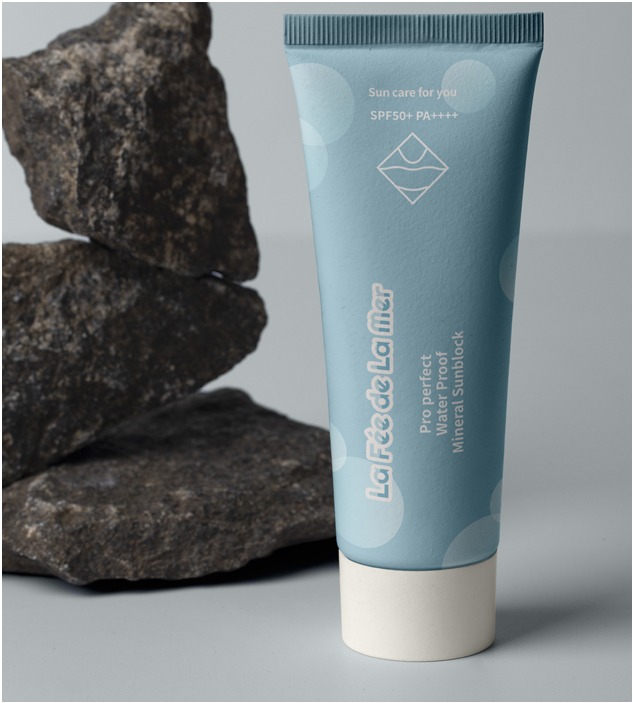 Sun care for you
SPF50+ PA++++
La Fée de La Mer
Pro perfect
Water Proof
Mineral Sunblock